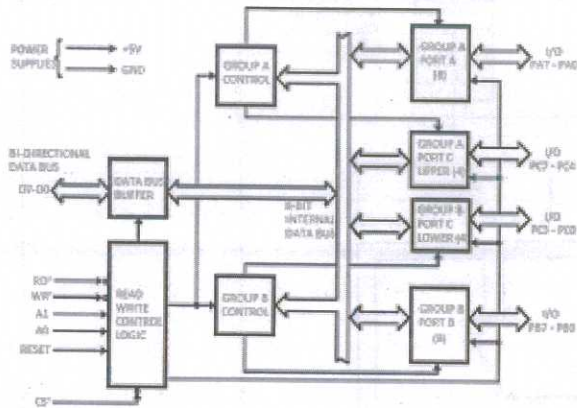 POWER
SUPPLIES
+5V
GND
GROUP A
CONTROL
GROUP A
PORT A
(8)
I/O
PA7 - PA0
BI-DIRECTIONAL
DATA BUS
D7-D0
DATA BUS
BUFFER
8-BIT
INTERNAL
DATA BUS
GROUP A
PORT C
UPPER (4)
I/O
PC7 - PC4
GROUP B
PORT C
LOWER (4)
I/O
PC3 - PC0
RD'
WR'
A1
A0
RESET
CS'
READ
WRITE
CONTROL
LOGIC
GROUP B
CONTROL
GROUP B
PORT B
(8)
I/O
PB7 - PB0